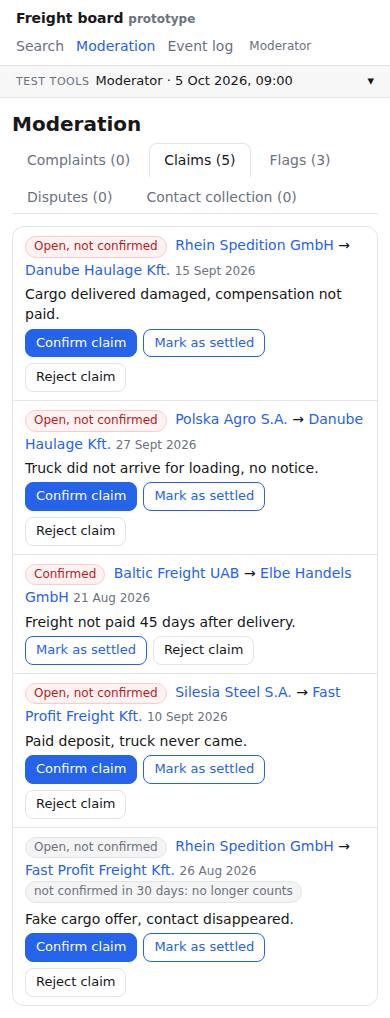 Freight board prototype
Search Moderation Event log Moderator
TEST TOOLS Moderator · 5 Oct 2026, 09:00 ▾
Moderation
Complaints (0) Claims (5) Flags (3)
Disputes (0) Contact collection (0)
Open, not confirmed Rhein Spedition GmbH →
Danube Haulage Kft. 15 Sept 2026
Cargo delivered damaged, compensation not
paid.
Confirm claim Mark as settled
Reject claim
Open, not confirmed Polska Agro S.A. → Danube
Haulage Kft. 27 Sept 2026
Truck did not arrive for loading, no notice.
Confirm claim Mark as settled
Reject claim
Confirmed Baltic Freight UAB → Elbe Handels
GmbH 21 Aug 2026
Freight not paid 45 days after delivery.
Mark as settled Reject claim
Open, not confirmed Silesia Steel S.A. → Fast
Profit Freight Kft. 10 Sept 2026
Paid deposit, truck never came.
Confirm claim Mark as settled
Reject claim
Open, not confirmed Rhein Spedition GmbH →
Fast Profit Freight Kft. 26 Aug 2026
not confirmed in 30 days: no longer counts
Fake cargo offer, contact disappeared.
Confirm claim Mark as settled
Reject claim